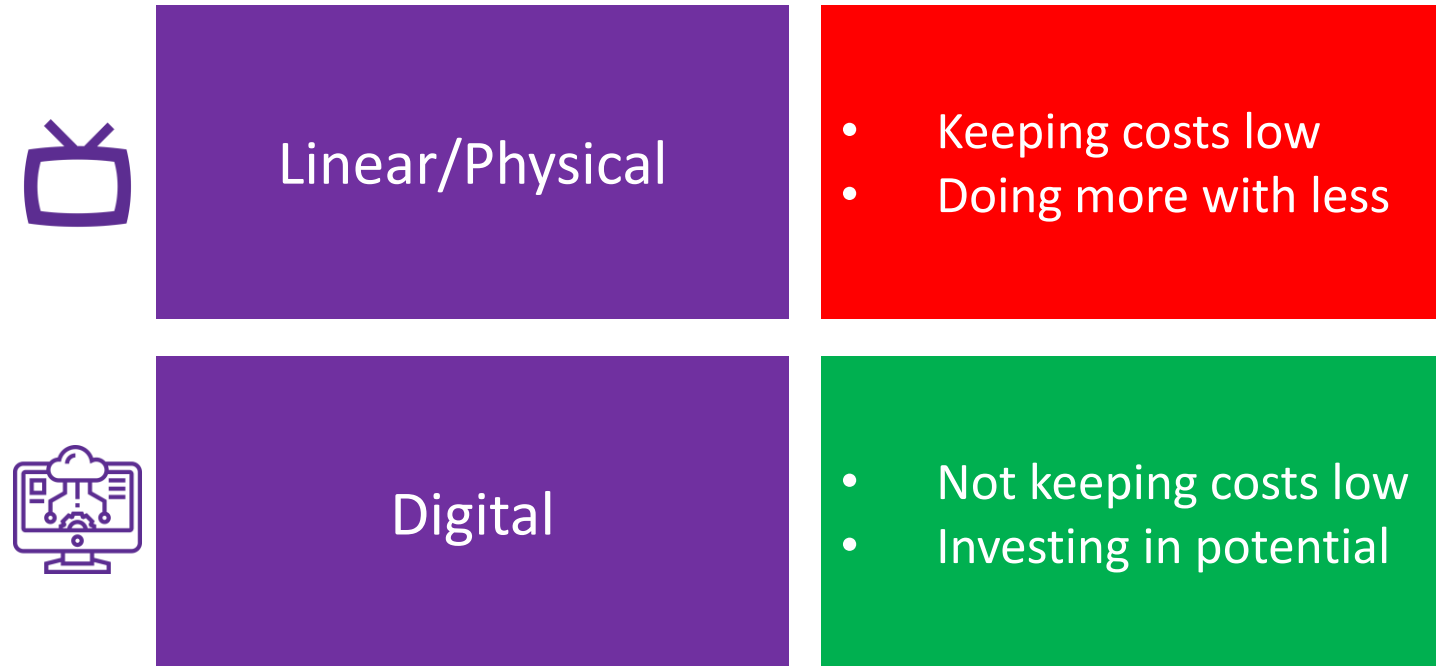 Linear/Physical
• Keeping costs low
• Doing more with less
Digital
• Not keeping costs low
• Investing in potential